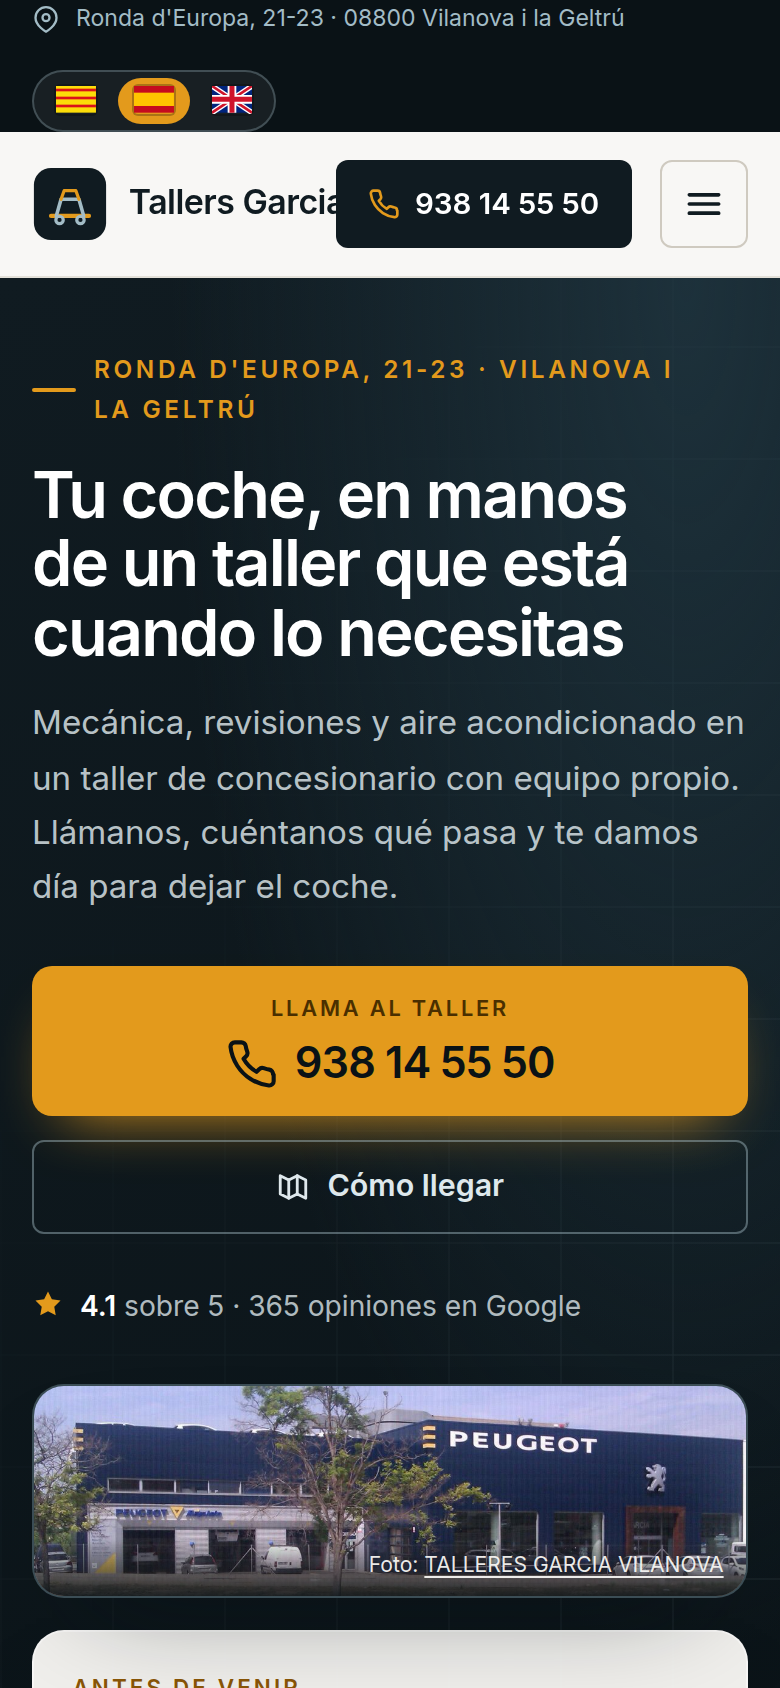 Ronda d'Europa, 21-23 · 08800 Vilanova i la Geltrú
Tallers Garcia
938 14 55 50
RONDA D'EUROPA, 21-23 · VILANOVA I
LA GELTRÚ
Tu coche, en manos
de un taller que está
cuando lo necesitas
Mecánica, revisiones y aire acondicionado en
un taller de concesionario con equipo propio.
Llámanos, cuéntanos qué pasa y te damos
día para dejar el coche.
LLAMA AL TALLER
938 14 55 50
Cómo llegar
4.1 sobre 5 · 365 opiniones en Google
PEUGEOT
PEUGEOT
Foto: TALLERES GARCIA VILANOVA
ANTES DE VENIR